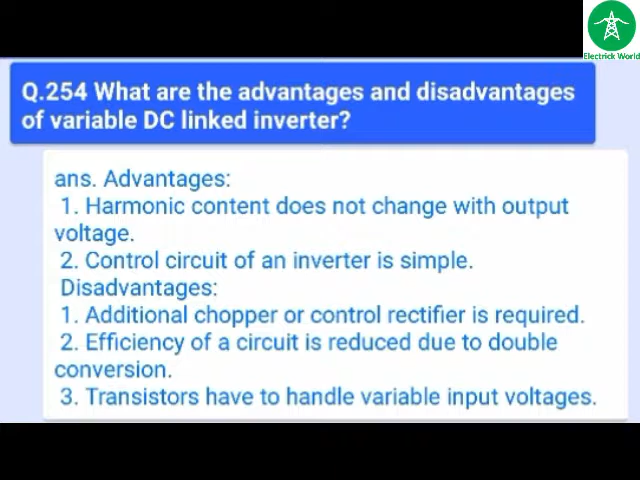 Electrick World
Q.254 What are the advantages and disadvantages
of variable DC linked inverter?
ans. Advantages:
1. Harmonic content does not change with output
voltage.
2. Control circuit of an inverter is simple.
Disadvantages:
1. Additional chopper or control rectifier is required.
2. Efficiency of a circuit is reduced due to double
conversion.
3. Transistors have to handle variable input voltages.